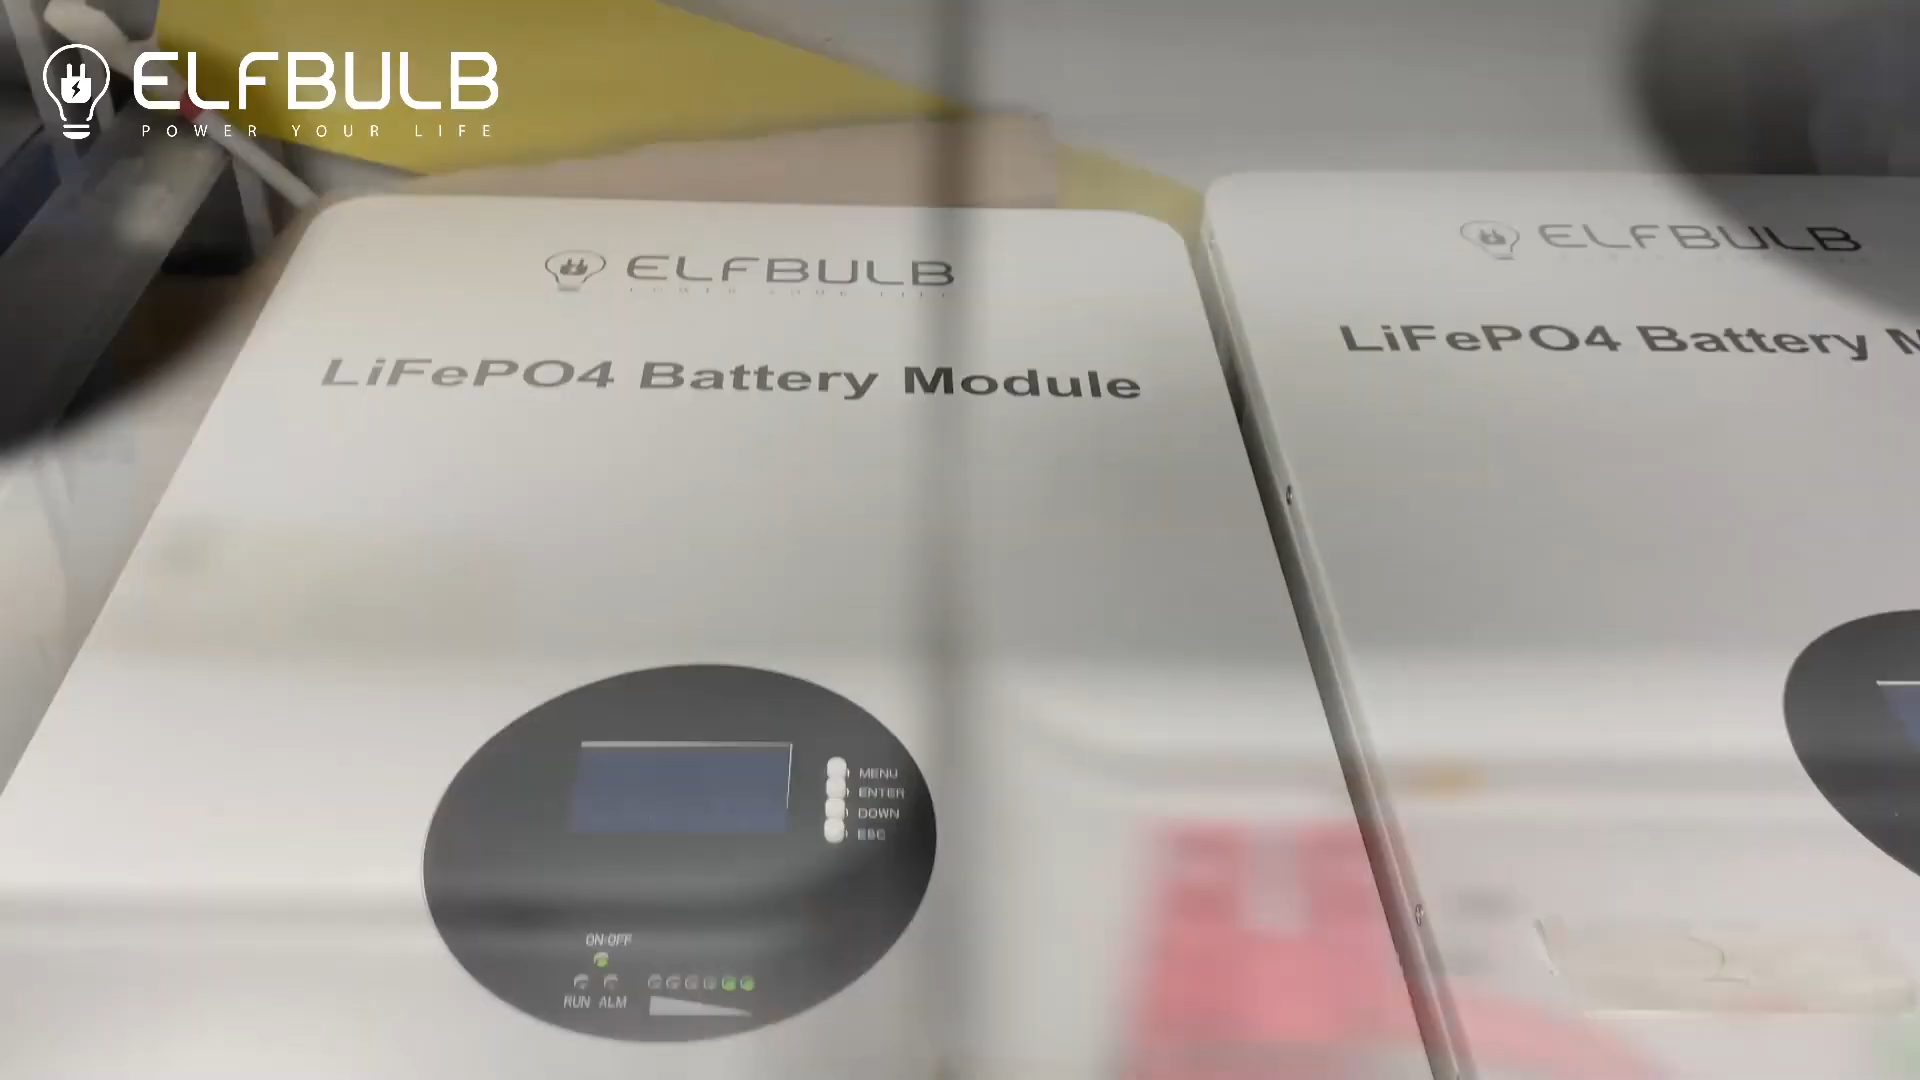 ELFBULB
POWER YOUR LIFE
ELFBULB
LiFePO4 Battery Module
MENU
ENTER
DOWN
ESC
ON/OFF
RUN ALM
ELFBULB
LiFePO4 Battery